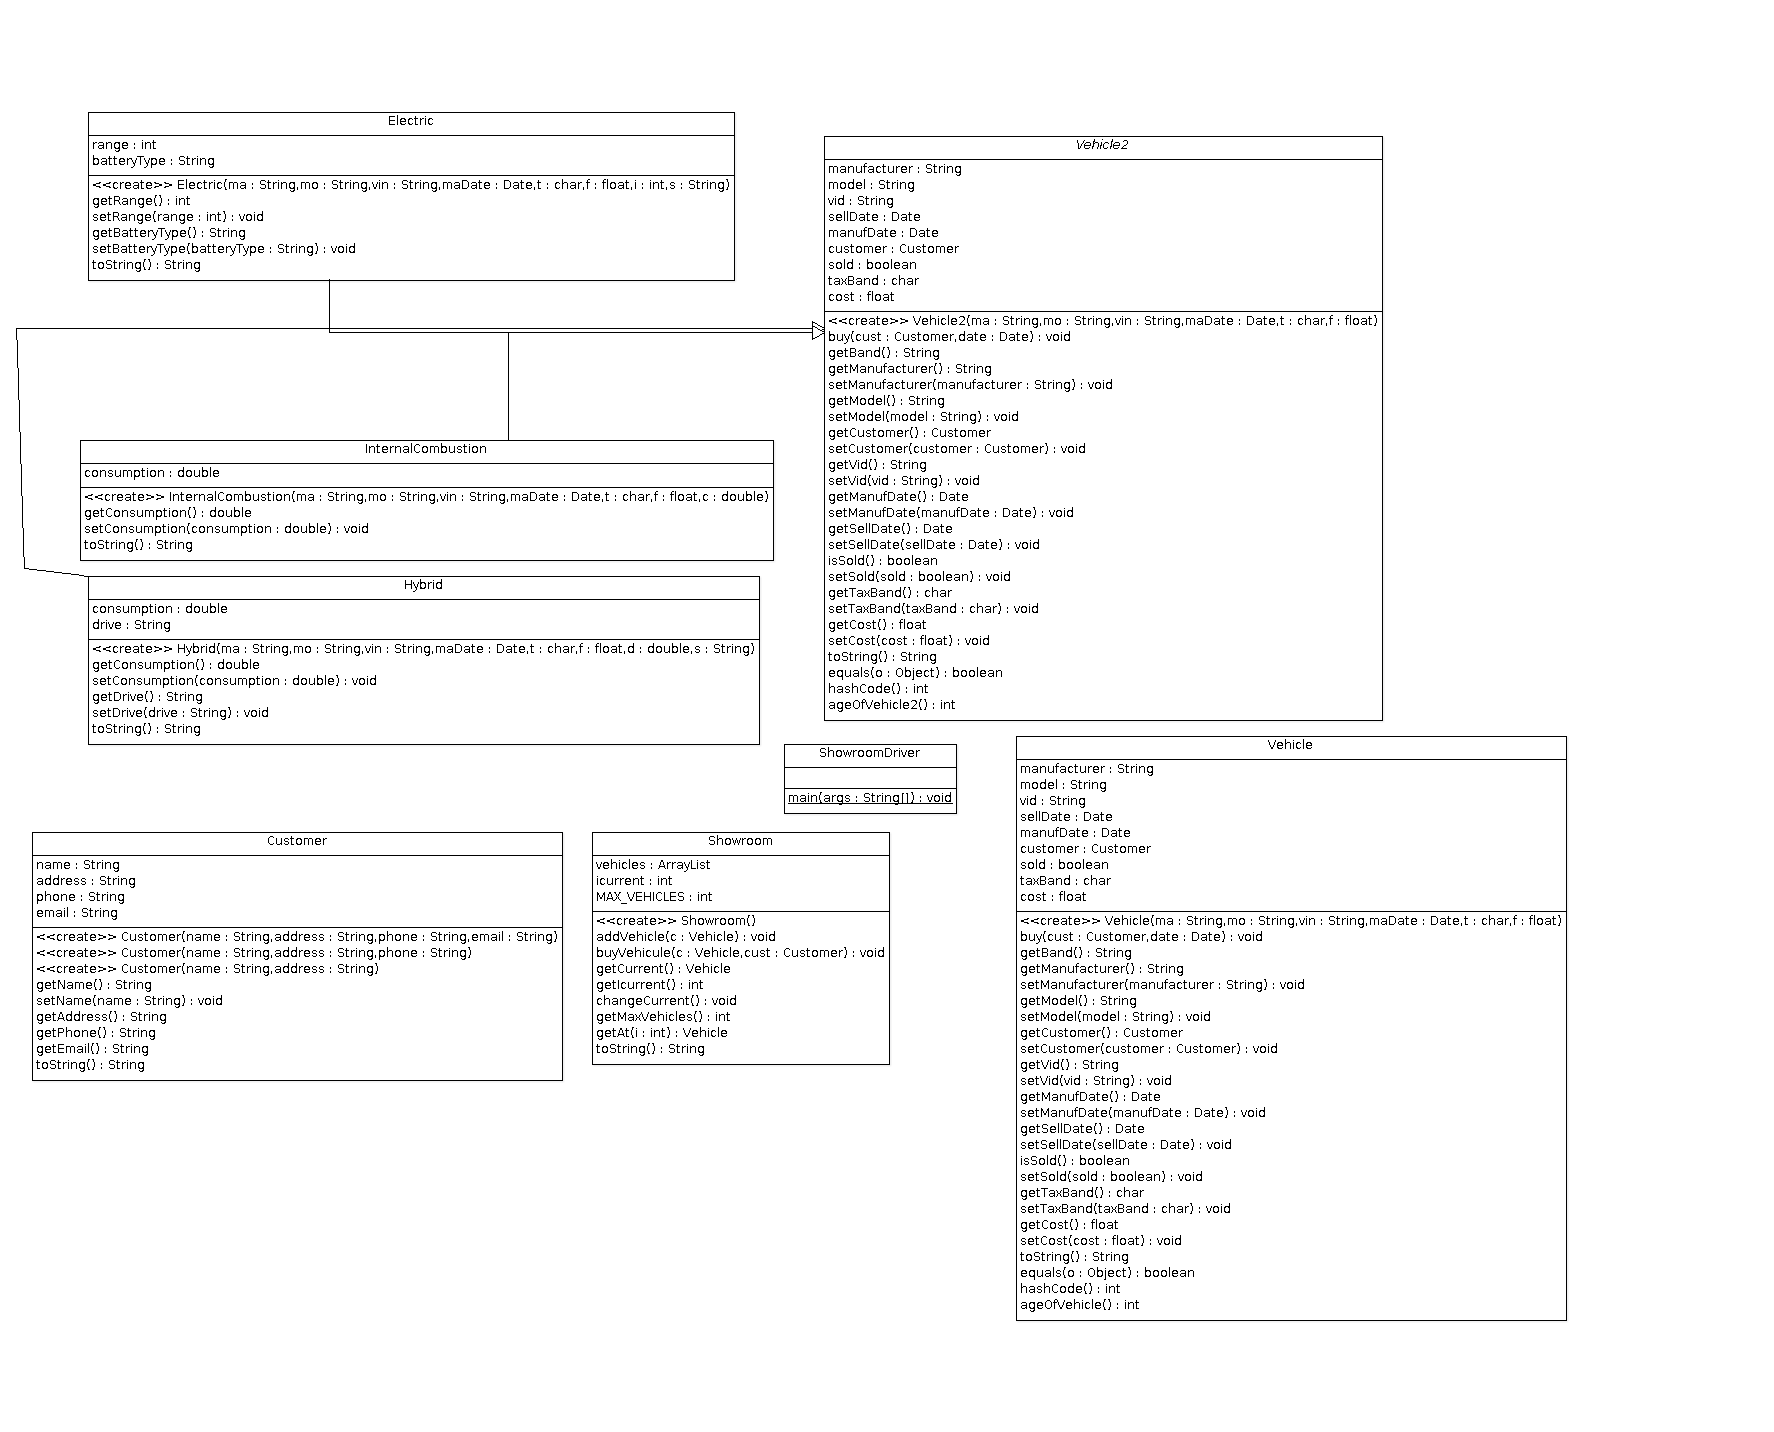 Electric
range : int
batteryType : String
<<create>> Electric(ma : String,mo : String,vin : String,maDate : Date,t : char,f : float,i : int,s : String)
getRange() : int
setRange(range : int) : void
getBatteryType() : String
setBatteryType(batteryType : String) : void
toString() : String
Vehicle2
manufacturer : String
model : String
vid : String
sellDate : Date
manufDate : Date
customer : Customer
sold : boolean
taxBand : char
cost : float
<<create>> Vehicle2(ma : String,mo : String,vin : String,maDate : Date,t : char,f : float)
buy(cust : Customer,date : Date) : void
getBand() : String
getManufacturer() : String
setManufacturer(manufacturer : String) : void
getModel() : String
setModel(model : String) : void
getCustomer() : Customer
setCustomer(customer : Customer) : void
getVid() : String
setVid(vid : String) : void
getManufDate() : Date
setManufDate(manufDate : Date) : void
getSellDate() : Date
setSellDate(sellDate : Date) : void
isSold() : boolean
setSold(sold : boolean) : void
getTaxBand() : char
setTaxBand(taxBand : char) : void
getCost() : float
setCost(cost : float) : void
toString() : String
equals(o : Object) : boolean
hashCode() : int
ageOfVehicle2() : int
InternalCombustion
consumption : double
<<create>> InternalCombustion(ma : String,mo : String,vin : String,maDate : Date,t : char,f : float,c : double)
getConsumption() : double
setConsumption(consumption : double) : void
toString() : String
Hybrid
consumption : double
drive : String
<<create>> Hybrid(ma : String,mo : String,vin : String,maDate : Date,t : char,f : float,d : double,s : String)
getConsumption() : double
setConsumption(consumption : double) : void
getDrive() : String
setDrive(drive : String) : void
toString() : String
ShowroomDriver
main(args : String[]) : void
Customer
name : String
address : String
phone : String
email : String
<<create>> Customer(name : String,address : String,phone : String,email : String)
<<create>> Customer(name : String,address : String,phone : String)
<<create>> Customer(name : String,address : String)
getName() : String
setName(name : String) : void
getAddress() : String
getPhone() : String
getEmail() : String
toString() : String
Showroom
vehicles : ArrayList
icurrent : int
MAX_VEHICLES : int
<<create>> Showroom()
addVehicle(c : Vehicle) : void
buyVehicule(c : Vehicle,cust : Customer) : void
getCurrent() : Vehicle
getIcurrent() : int
changeCurrent() : void
getMaxVehicles() : int
getAt(i : int) : Vehicle
toString() : String
Vehicle
manufacturer : String
model : String
vid : String
sellDate : Date
manufDate : Date
customer : Customer
sold : boolean
taxBand : char
cost : float
<<create>> Vehicle(ma : String,mo : String,vin : String,maDate : Date,t : char,f : float)
buy(cust : Customer,date : Date) : void
getBand() : String
getManufacturer() : String
setManufacturer(manufacturer : String) : void
getModel() : String
setModel(model : String) : void
getCustomer() : Customer
setCustomer(customer : Customer) : void
getVid() : String
setVid(vid : String) : void
getManufDate() : Date
setManufDate(manufDate : Date) : void
getSellDate() : Date
setSellDate(sellDate : Date) : void
isSold() : boolean
setSold(sold : boolean) : void
getTaxBand() : char
setTaxBand(taxBand : char) : void
getCost() : float
setCost(cost : float) : void
toString() : String
equals(o : Object) : boolean
hashCode() : int
ageOfVehicle() : int